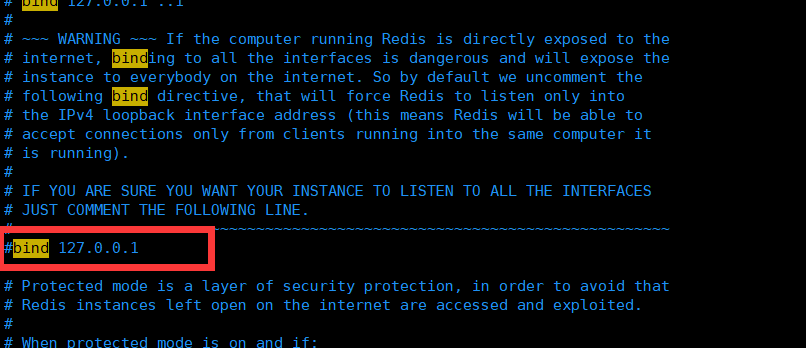 # bind 127.0.0.1 ::1
#
# ~~~ WARNING ~~~ If the computer running Redis is directly exposed to the
# internet, binding to all the interfaces is dangerous and will expose the
# instance to everybody on the internet. So by default we uncomment the
# following bind directive, that will force Redis to listen only into
# the IPv4 loopback interface address (this means Redis will be able to
# accept connections only from clients running into the same computer it
# is running).
#
# IF YOU ARE SURE YOU WANT YOUR INSTANCE TO LISTEN TO ALL THE INTERFACES
# JUST COMMENT THE FOLLOWING LINE.
# ~~~~~~~~~~~~~~~~~~~~~~~~~~~~~~~~~~~~~~~~~~~~~~~~~~~~~~~~~~~~~~~~~~~~~~~~
#bind 127.0.0.1
# Protected mode is a layer of security protection, in order to avoid that
# Redis instances left open on the internet are accessed and exploited.
#
# When protected mode is on and if: